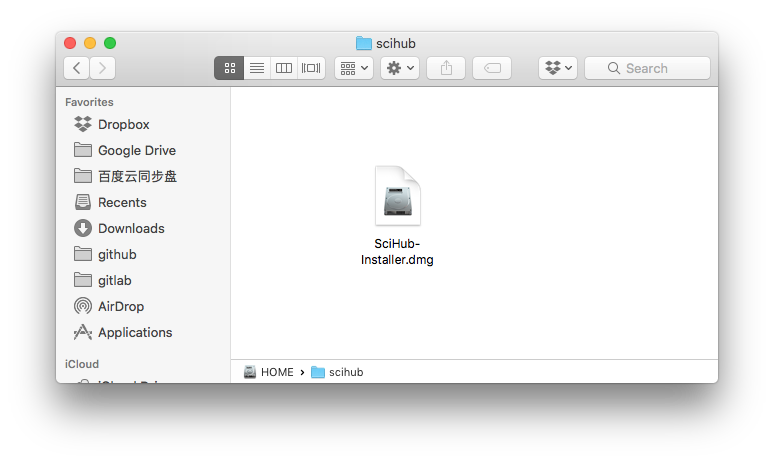 scihub
Search
Favorites
Dropbox
Google Drive
百度云同步盘
Recents
Downloads
github
gitlab
AirDrop
Applications
iCloud
SciHub-
Installer.dmg
HOME › scihub